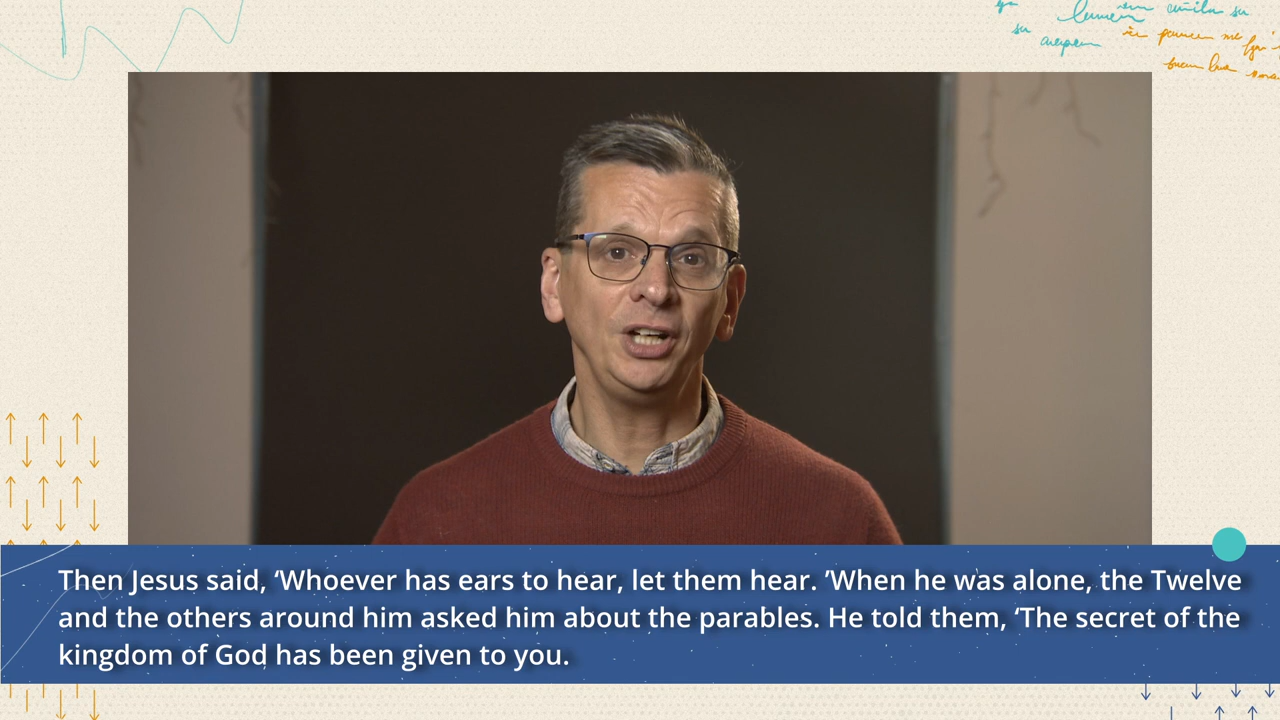 Then Jesus said, ‘Whoever has ears to hear, let them hear. ’When he was alone, the Twelve
and the others around him asked him about the parables. He told them, ‘The secret of the
kingdom of God has been given to you.